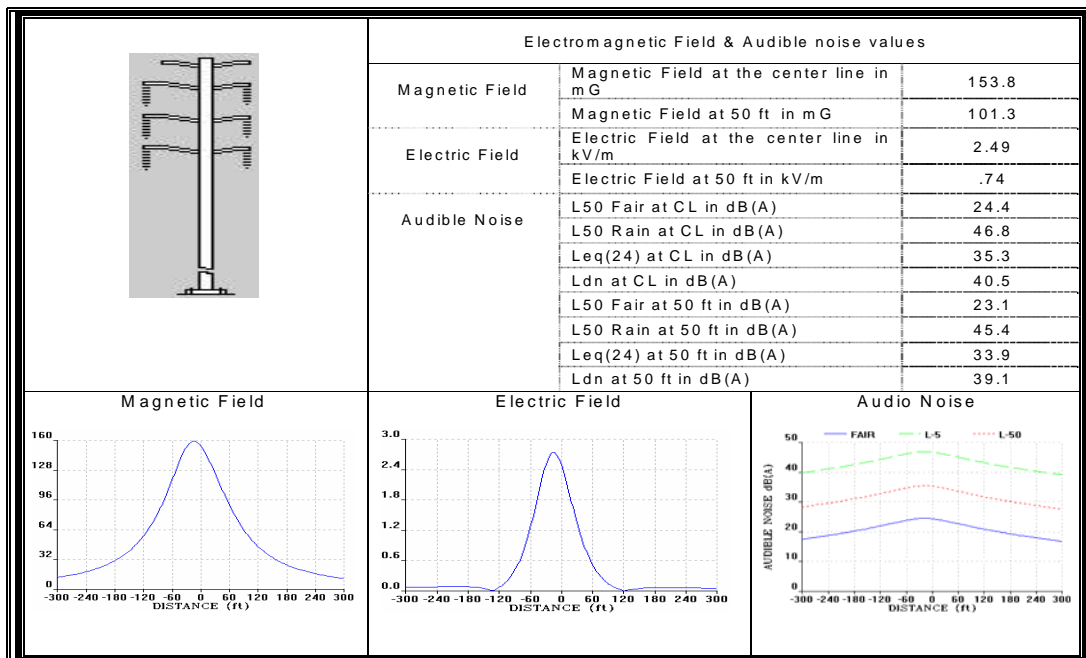 Electromagnetic Field & Audible noise values
Magnetic Field
Magnetic Field at the center line in
mG
153.8
Magnetic Field at 50 ft in mG
101.3
Electric Field
Electric Field at the center line in
kV/m
2.49
Electric Field at 50 ft in kV/m
.74
Audible Noise
L50 Fair at CL in dB(A)
24.4
L50 Rain at CL in dB(A)
46.8
Leq(24) at CL in dB(A)
35.3
Ldn at CL in dB(A)
40.5
L50 Fair at 50 ft in dB(A)
23.1
L50 Rain at 50 ft in dB(A)
45.4
Leq(24) at 50 ft in dB(A)
33.9
Ldn at 50 ft in dB(A)
39.1
Magnetic Field
160
128
96
64
32
0
-300 -240 -180 -120 -60 0 60 120 180 240 300
DISTANCE (ft)
Electric Field
3.0
2.4
1.8
1.2
0.6
0.0
-300 -240 -180 -120 -60 0 60 120 180 240 300
DISTANCE (ft)
Audio Noise
FAIR L-5 L-50
AUDIBLE NOISE dB(A)
50
40
30
20
10
0
-300 -240 -180 -120 -60 0 60 120 180 240 300
DISTANCE (ft)